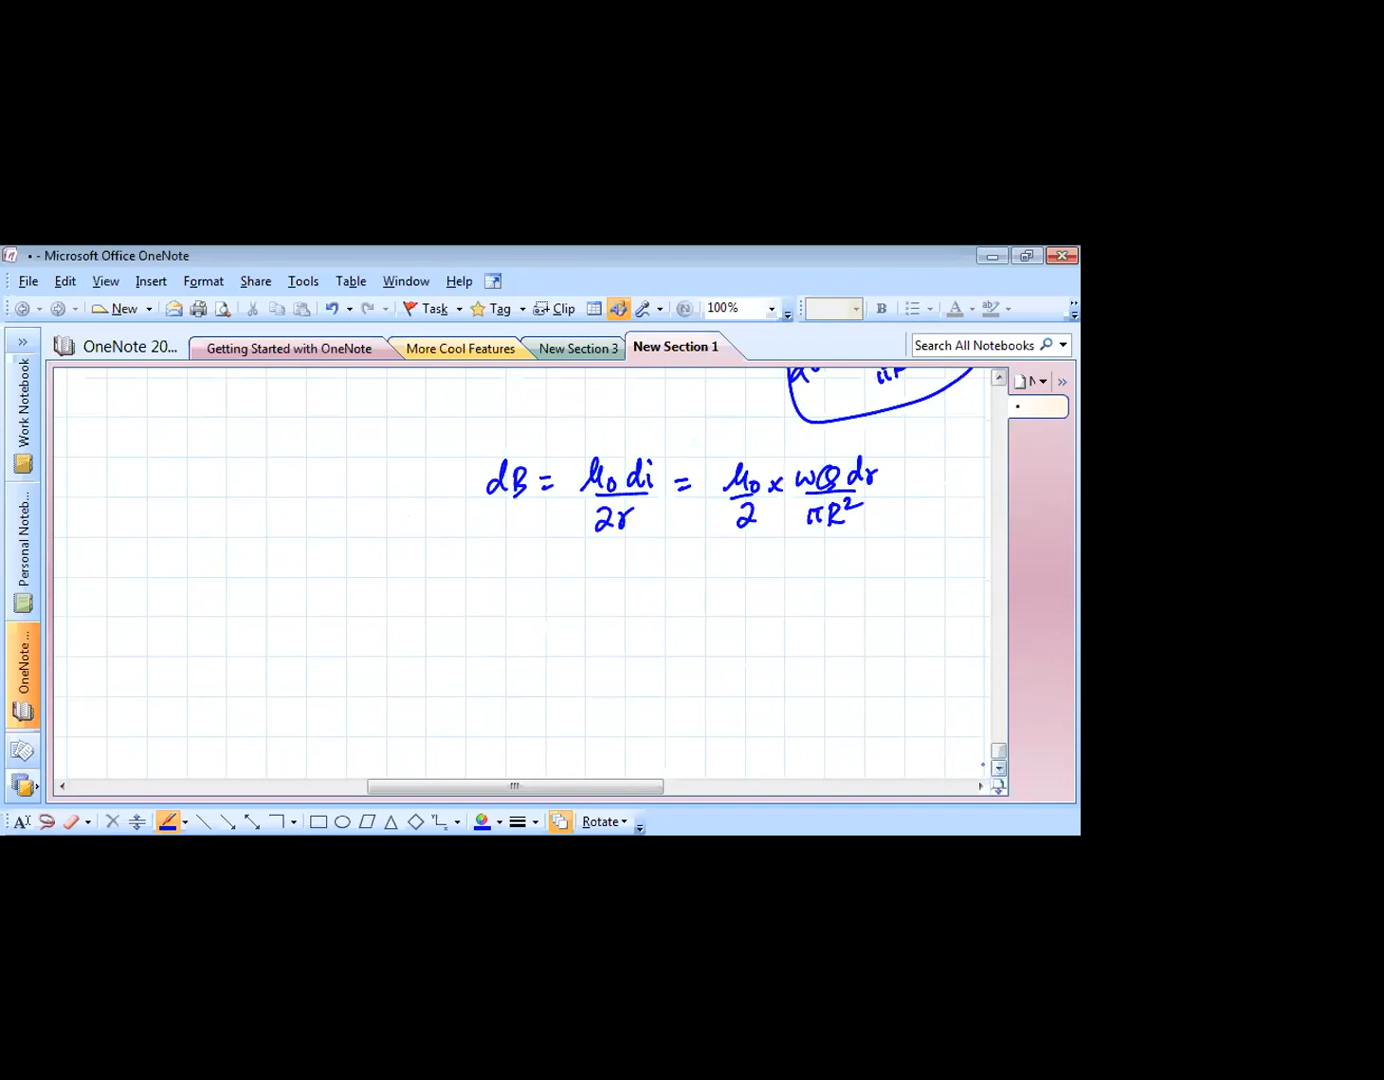 • - Microsoft Office OneNote
File Edit View Insert Format Share Tools Table Window Help
New Task Tag Clip 100% B A ab
OneNote 20... Getting Started with OneNote More Cool Features New Section 3 New Section 1 Search All Notebooks
Work Notebook
Personal Noteb...
OneNote ...
N
•
πR
dB = μ₀ di / 2r = μ₀/2 × ωQ dr / πR²
A Rotate